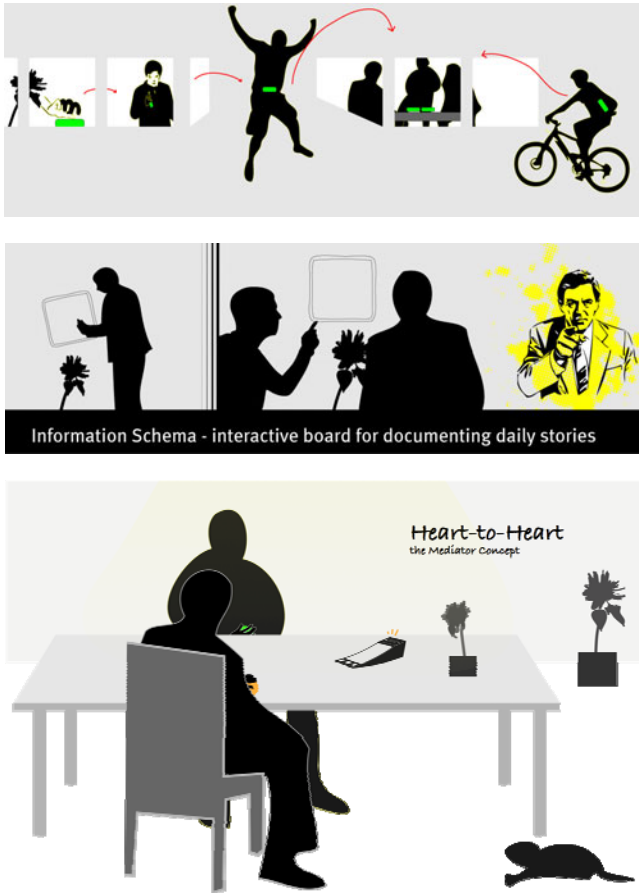 Information Schema - interactive board for documenting daily stories
Heart-to-Heart
the Mediator Concept